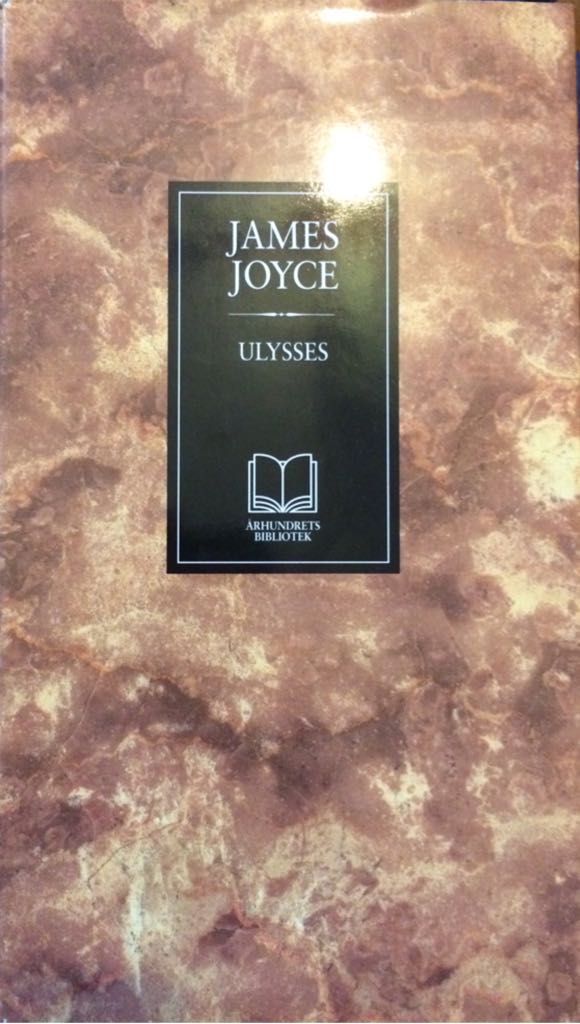 JAMES
JOYCE
ULYSSES
ÅRHUNDRETS
BIBLIOTEK